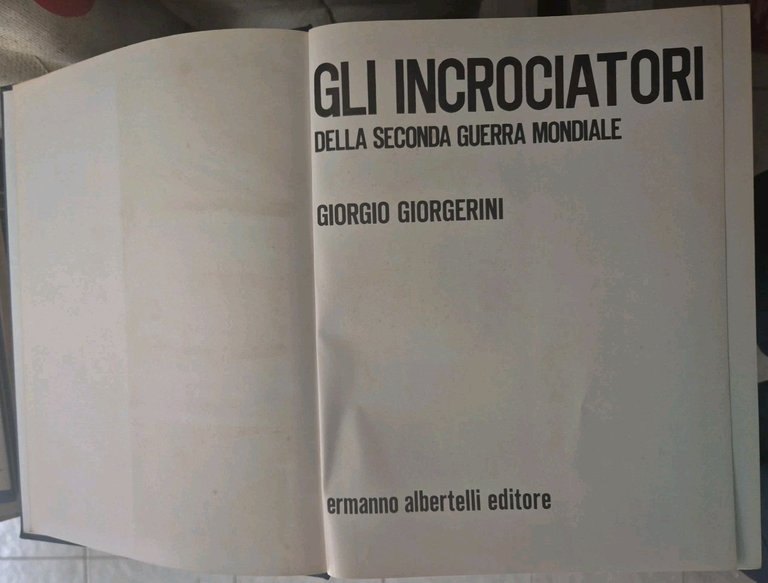 GLI INCROCIATORI
DELLA SECONDA GUERRA MONDIALE
GIORGIO GIORGERINI
ermanno albertelli editore